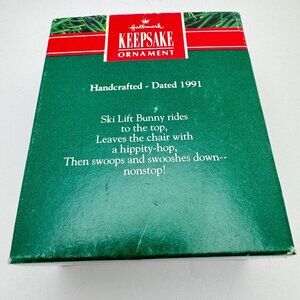 Hallmark
KEEPSAKE
ORNAMENT
Handcrafted - Dated 1991
Ski Lift Bunny rides
to the top,
Leaves the chair with
a hippity-hop,
Then swoops and swooshes down--
nonstop!